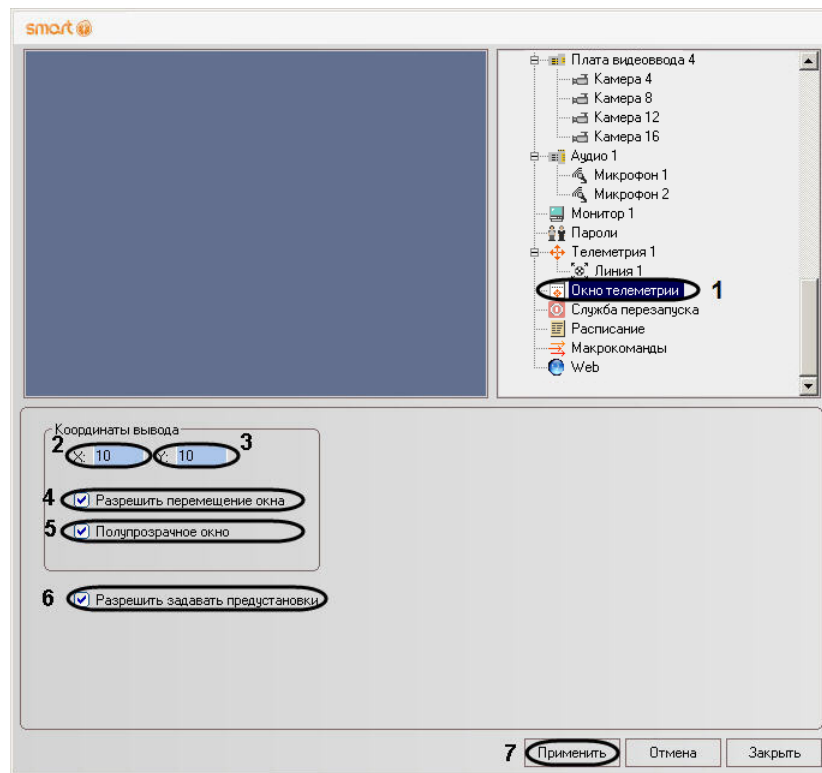 smart
Плата видеоввода 4
Камера 4
Камера 8
Камера 12
Камера 16
Аудио 1
Микрофон 1
Микрофон 2
Монитор 1
Пароли
Телеметрия 1
Линия 1
Окно телеметрии 1
Служба перезапуска
Расписание
Макрокоманды
Web
Координаты вывода
2 X: 10 Y: 10 3
4 Разрешить перемещение окна
5 Полупрозрачное окно
6 Разрешить задавать предустановки
7 Применить Отмена Закрыть